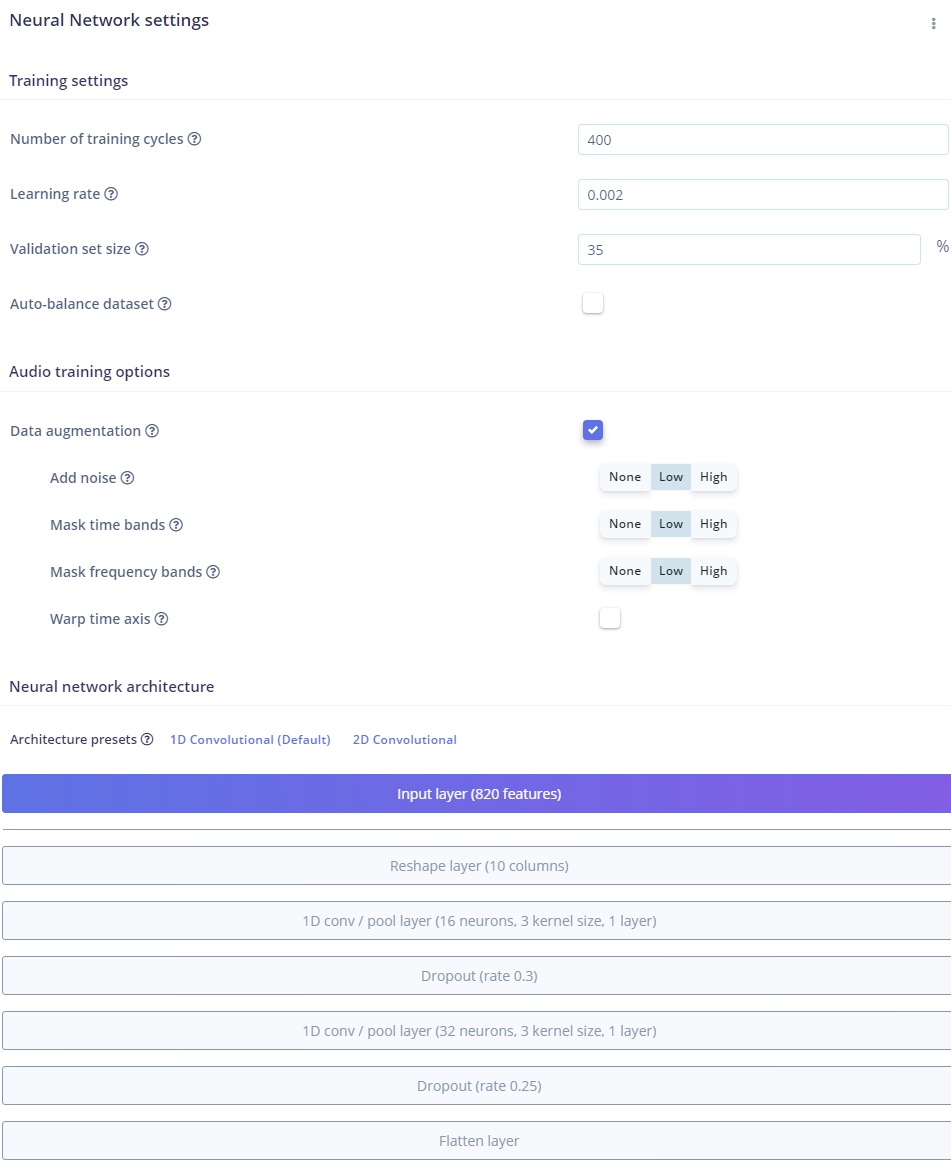 Neural Network settings
Training settings
Number of training cycles
400
Learning rate
0.002
Validation set size
35 %
Auto-balance dataset
Audio training options
Data augmentation
Add noise
None Low High
Mask time bands
None Low High
Mask frequency bands
None Low High
Warp time axis
Neural network architecture
Architecture presets 1D Convolutional (Default) 2D Convolutional
Input layer (820 features)
Reshape layer (10 columns)
1D conv / pool layer (16 neurons, 3 kernel size, 1 layer)
Dropout (rate 0.3)
1D conv / pool layer (32 neurons, 3 kernel size, 1 layer)
Dropout (rate 0.25)
Flatten layer